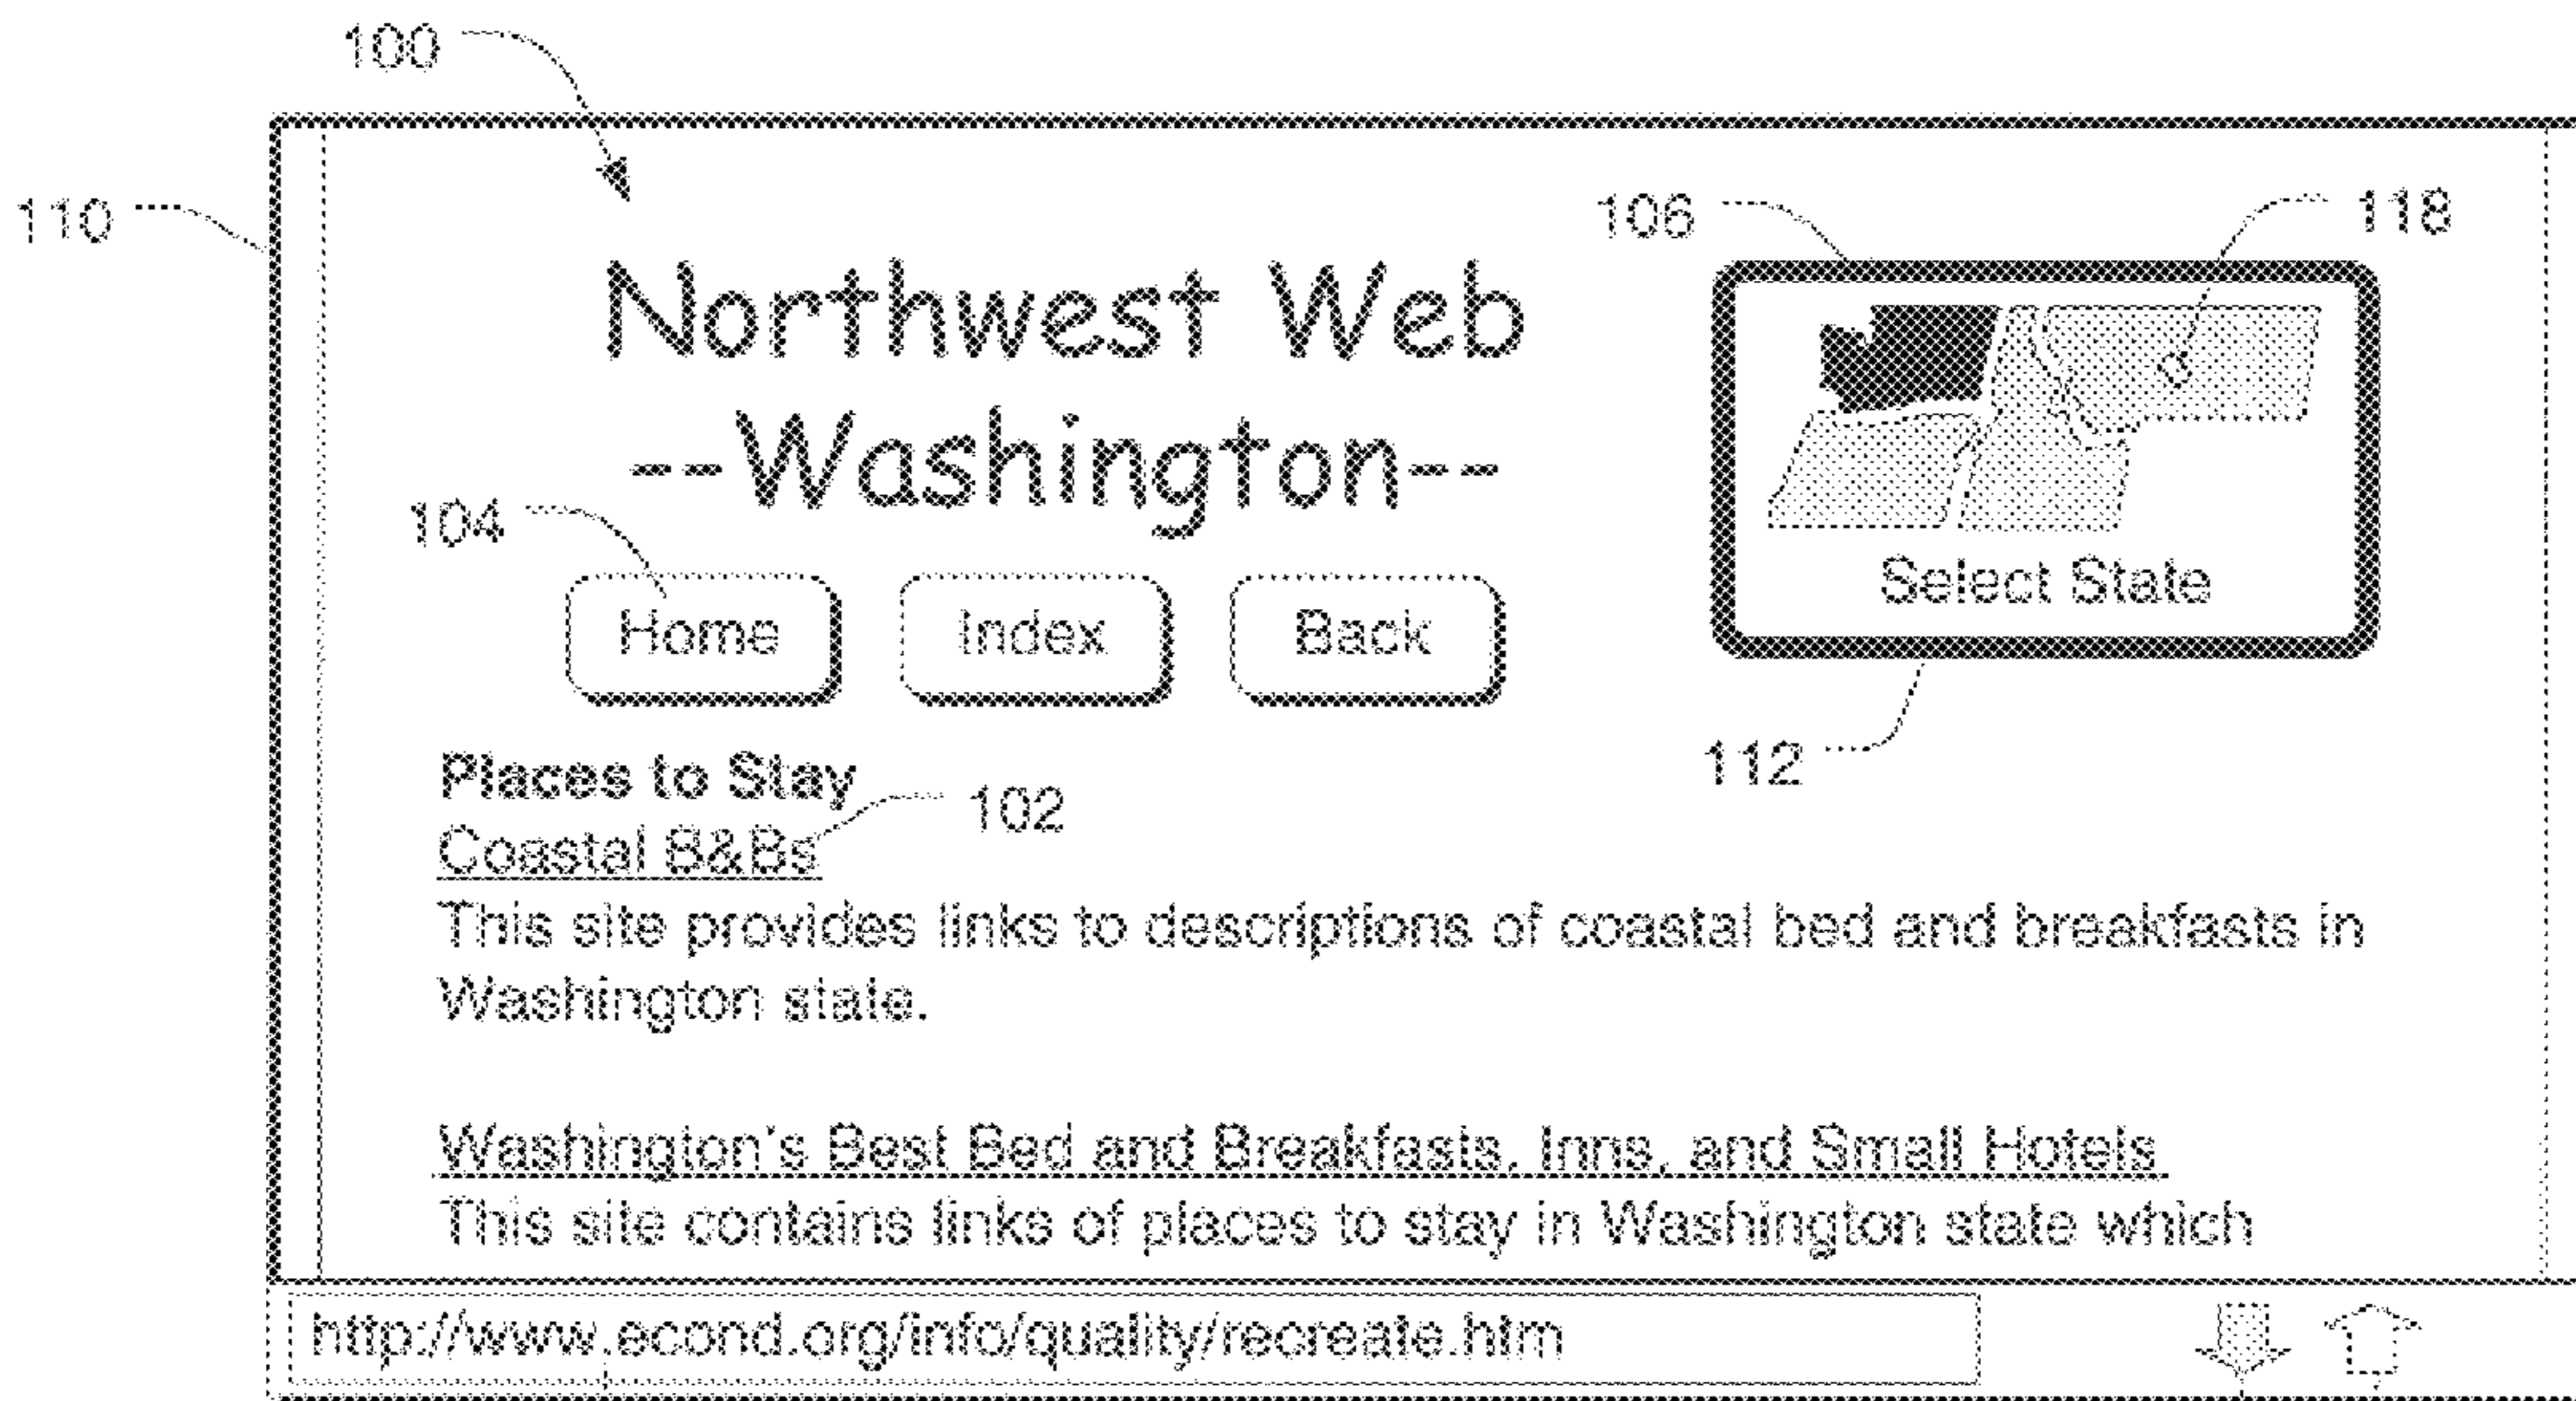 100
110
106
118
Northwest Web
--Washington--
104
Select State
Home Index Back
112
Places to Stay
102
Coastal B&Bs
This site provides links to descriptions of coastal bed and breakfasts in
Washington state.
Washington's Best Bed and Breakfasts, Inns, and Small Hotels
This site contains links of places to stay in Washington state which
http://www.econd.org/info/quality/recreate.htm